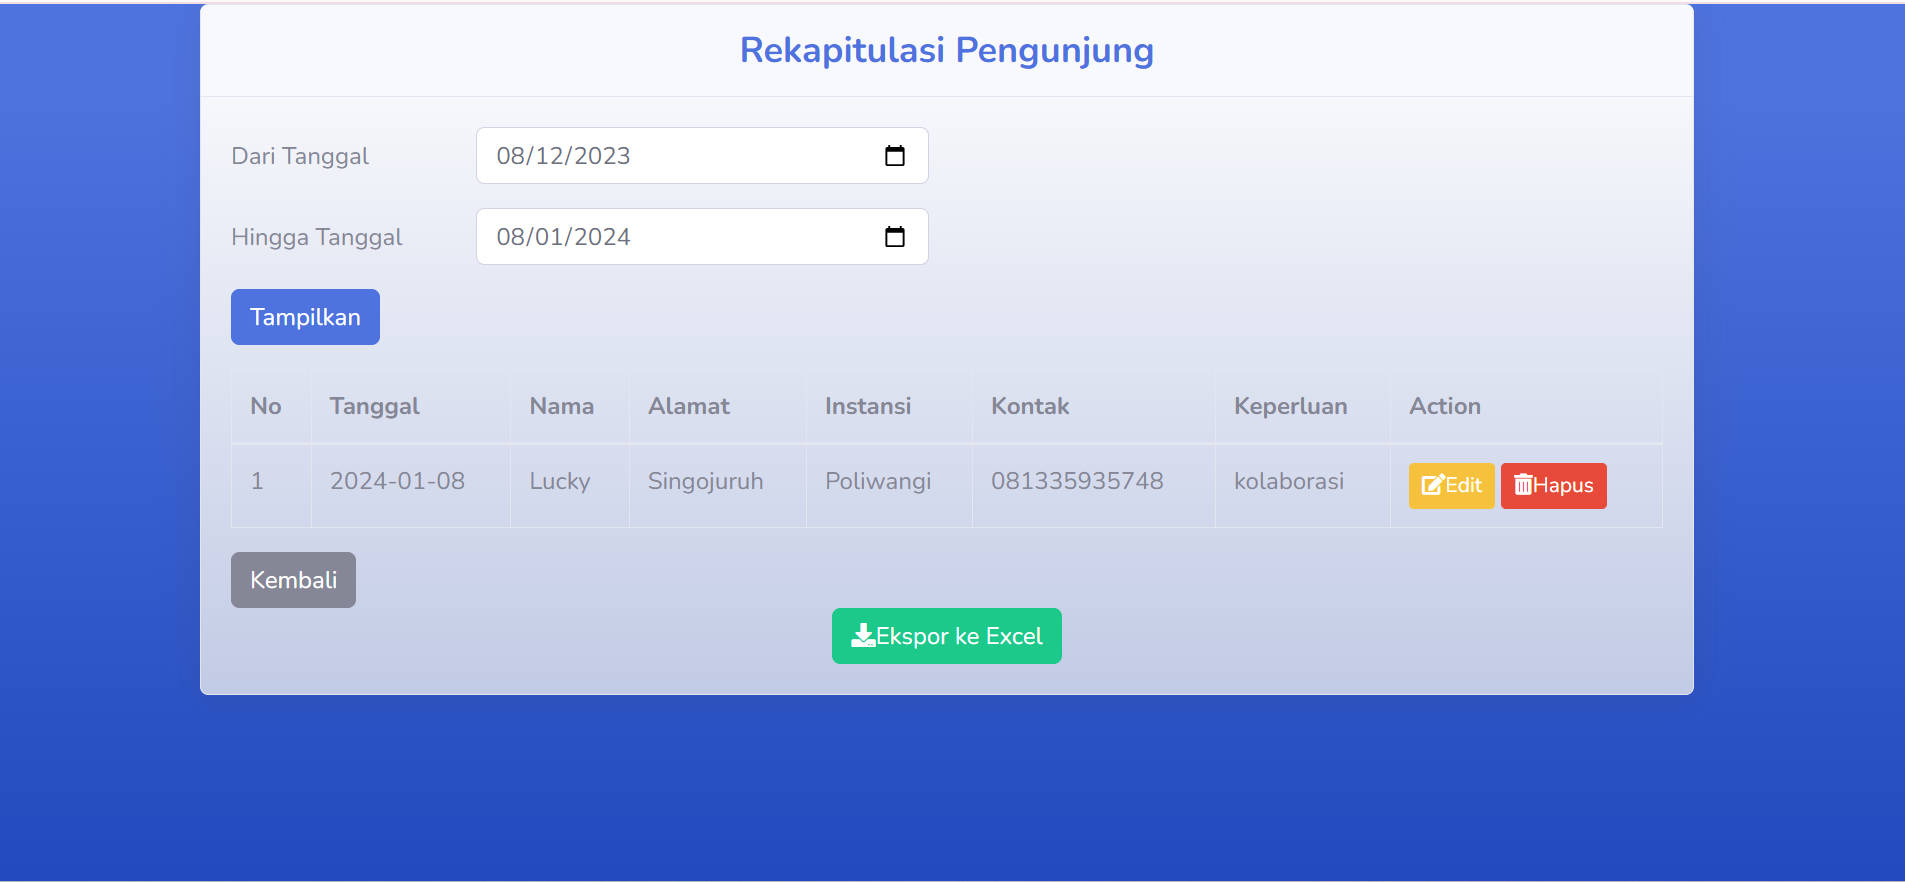 Rekapitulasi Pengunjung
Dari Tanggal 08/12/2023
Hingga Tanggal 08/01/2024
Tampilkan
No Tanggal Nama Alamat Instansi Kontak Keperluan Action
1 2024-01-08 Lucky Singojuruh Poliwangi 081335935748 kolaborasi Edit Hapus
Kembali
Ekspor ke Excel